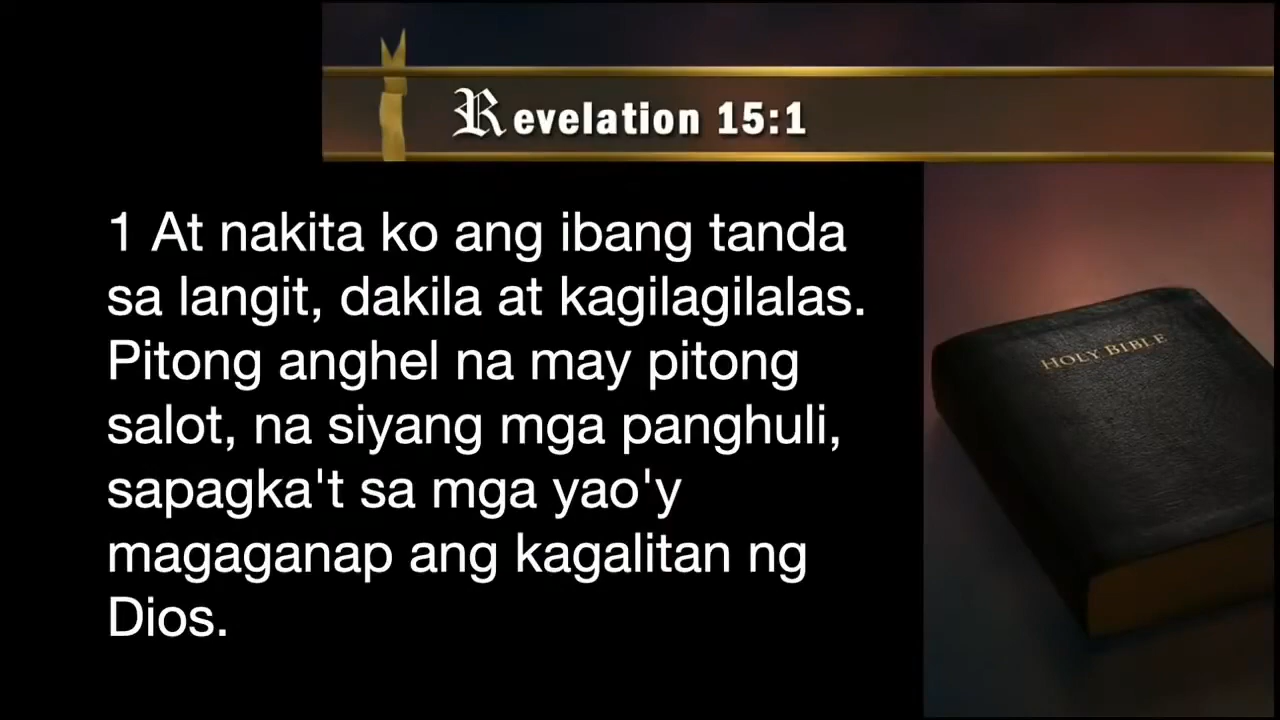 Revelation 15:1
1 At nakita ko ang ibang tanda
sa langit, dakila at kagilagilalas.
Pitong anghel na may pitong
salot, na siyang mga panghuli,
sapagka't sa mga yao'y
magaganap ang kagalitan ng
Dios.
HOLY BIBLE